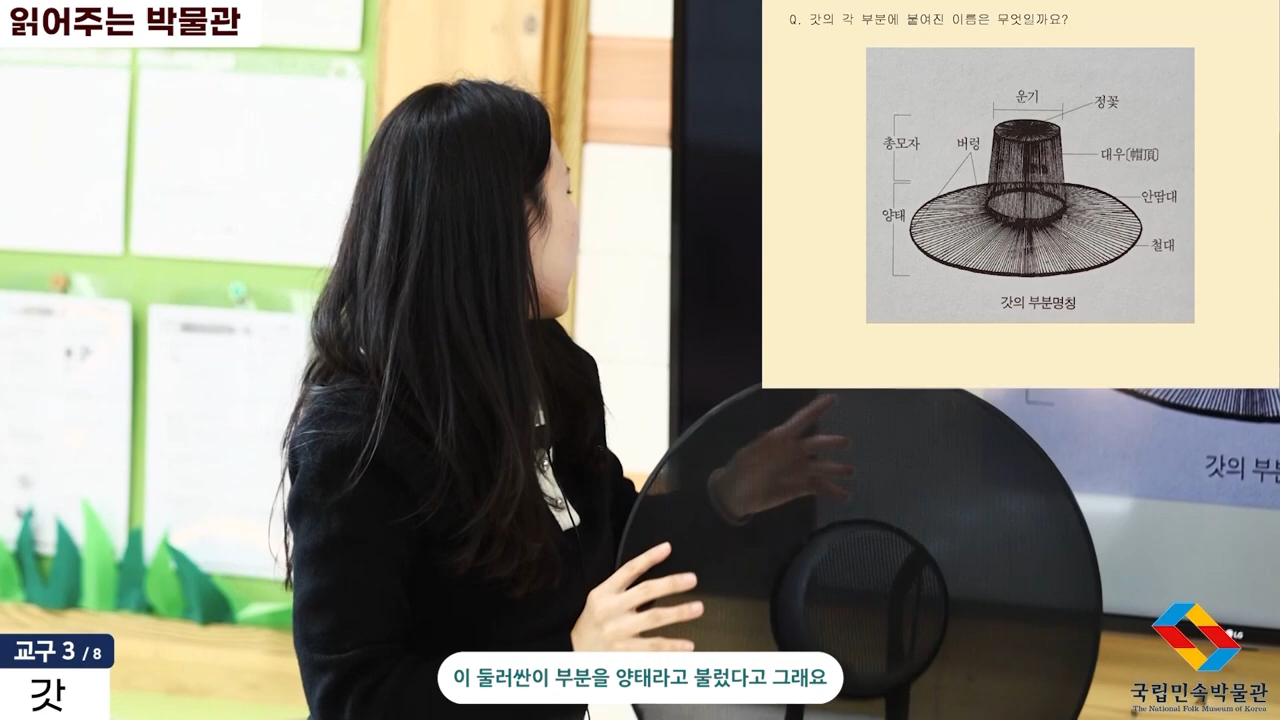 읽어주는 박물관
Q. 갓의 각 부분에 붙여진 이름은 무엇일까요?
운기
정꽃
총모자
버렁
대우(帽頂)
안땀대
양태
철대
갓의 부분명칭
갓의 부분
LG
교구 3 / 8
갓
이 둘러싼이 부분을 양태라고 불렀다고 그래요
국립민속박물관
The National Folk Museum of Korea